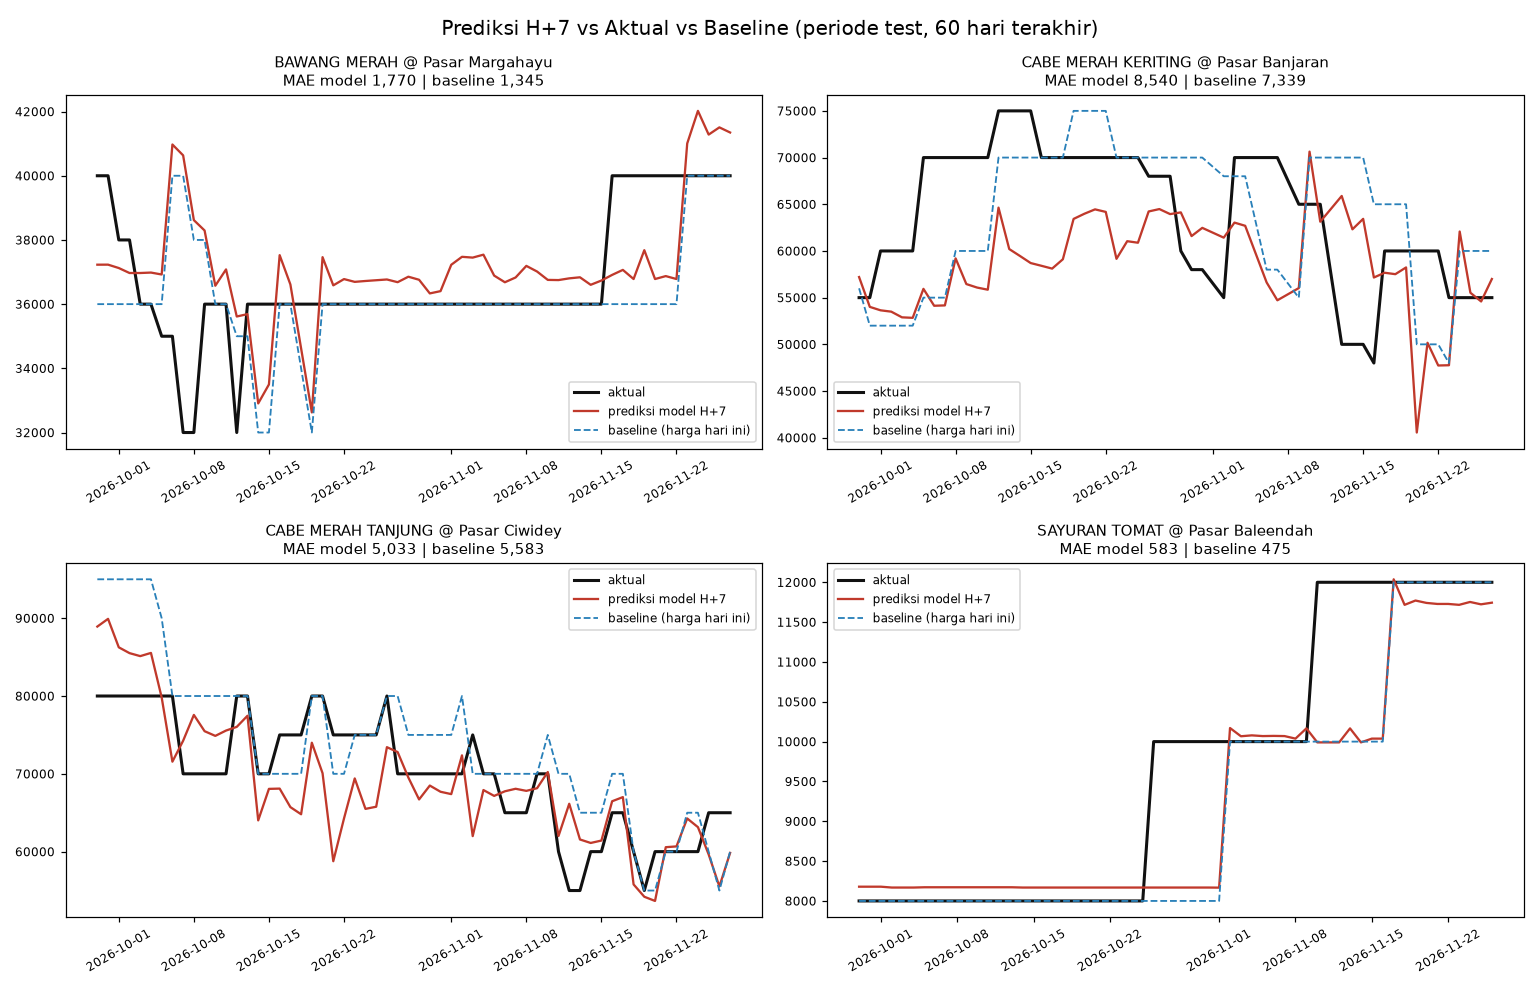 Prediksi H+7 vs Aktual vs Baseline (periode test, 60 hari terakhir)
BAWANG MERAH @ Pasar Margahayu
MAE model 1,770 | baseline 1,345
42000
40000
38000
36000
34000
32000
aktual
prediksi model H+7
baseline (harga hari ini)
2026-10-01
2026-10-08
2026-10-15
2026-10-22
2026-11-01
2026-11-08
2026-11-15
2026-11-22
CABE MERAH KERITING @ Pasar Banjaran
MAE model 8,540 | baseline 7,339
75000
70000
65000
60000
55000
50000
45000
40000
aktual
prediksi model H+7
baseline (harga hari ini)
2026-10-01
2026-10-08
2026-10-15
2026-10-22
2026-11-01
2026-11-08
2026-11-15
2026-11-22
CABE MERAH TANJUNG @ Pasar Ciwidey
MAE model 5,033 | baseline 5,583
90000
80000
70000
60000
aktual
prediksi model H+7
baseline (harga hari ini)
2026-10-01
2026-10-08
2026-10-15
2026-10-22
2026-11-01
2026-11-08
2026-11-15
2026-11-22
SAYURAN TOMAT @ Pasar Baleendah
MAE model 583 | baseline 475
12000
11500
11000
10500
10000
9500
9000
8500
8000
aktual
prediksi model H+7
baseline (harga hari ini)
2026-10-01
2026-10-08
2026-10-15
2026-10-22
2026-11-01
2026-11-08
2026-11-15
2026-11-22